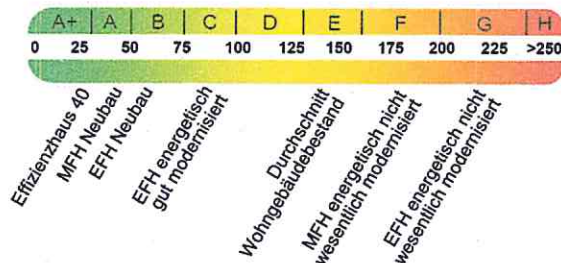 A+ A B C D E F G H
0 25 50 75 100 125 150 175 200 225 >250
Effizienzhaus 40
MFH Neubau
EFH Neubau
EFH energetisch
gut modernisiert
Durchschnitt
Wohngebäudebestand
MFH energetisch nicht
wesentlich modernisiert
EFH energetisch nicht
wesentlich modernisiert